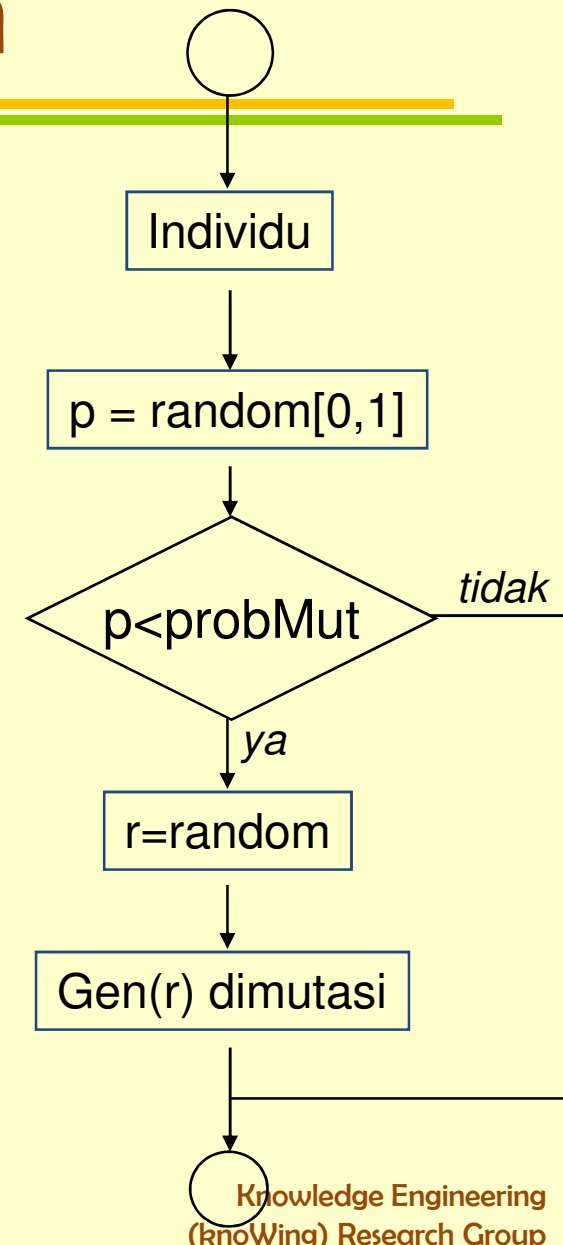 Individu
p = random[0,1]
p<probMut
tidak
ya
r=random
Gen(r) dimutasi
Knowledge Engineering
(knoWing) Research Group